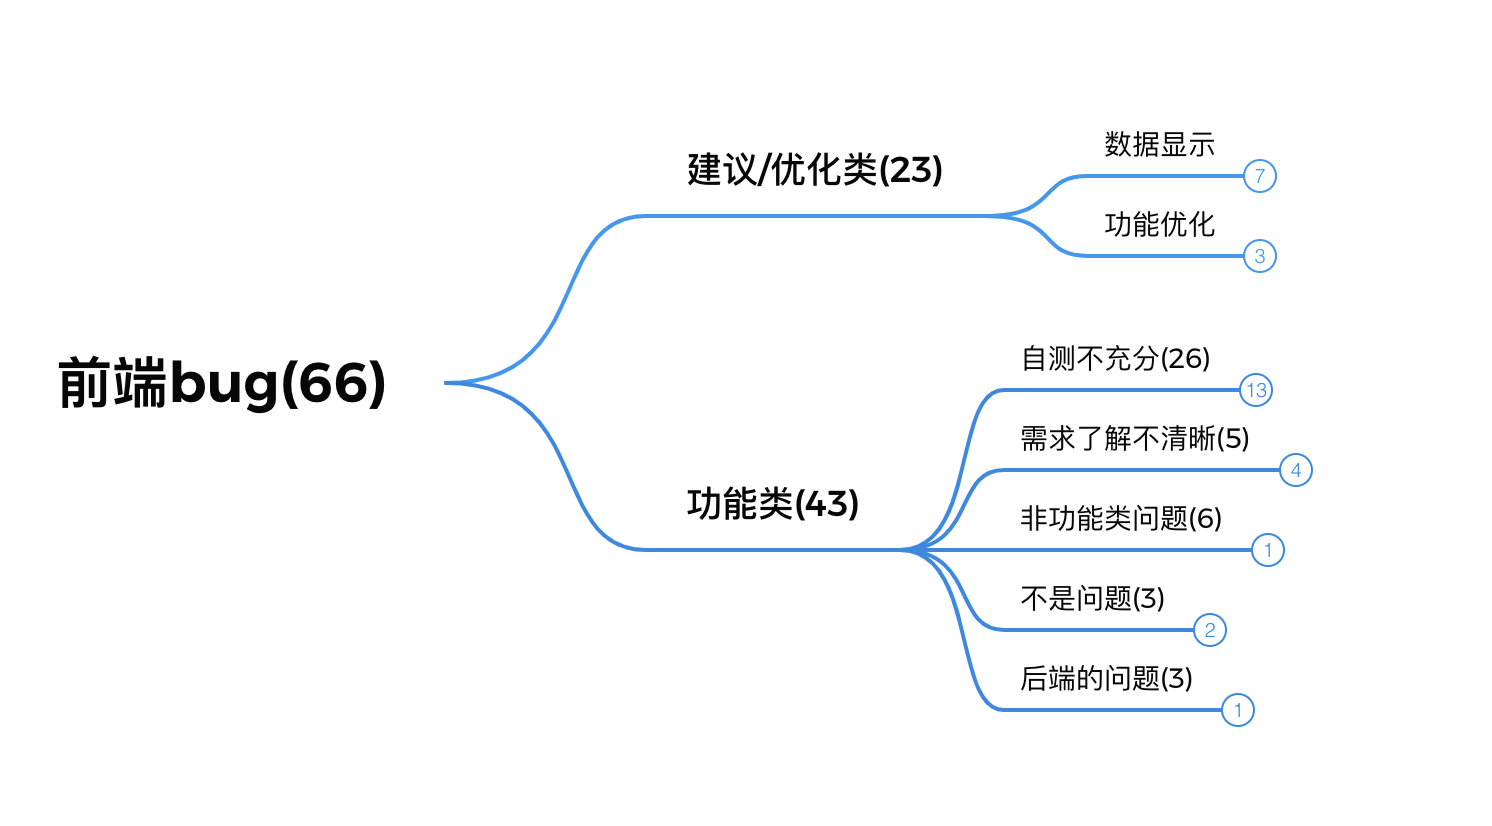 前端bug(66)
建议/优化类(23)
数据显示
7
功能优化
3
功能类(43)
自测不充分(26)
13
需求了解不清晰(5)
4
非功能类问题(6)
1
不是问题(3)
2
后端的问题(3)
1